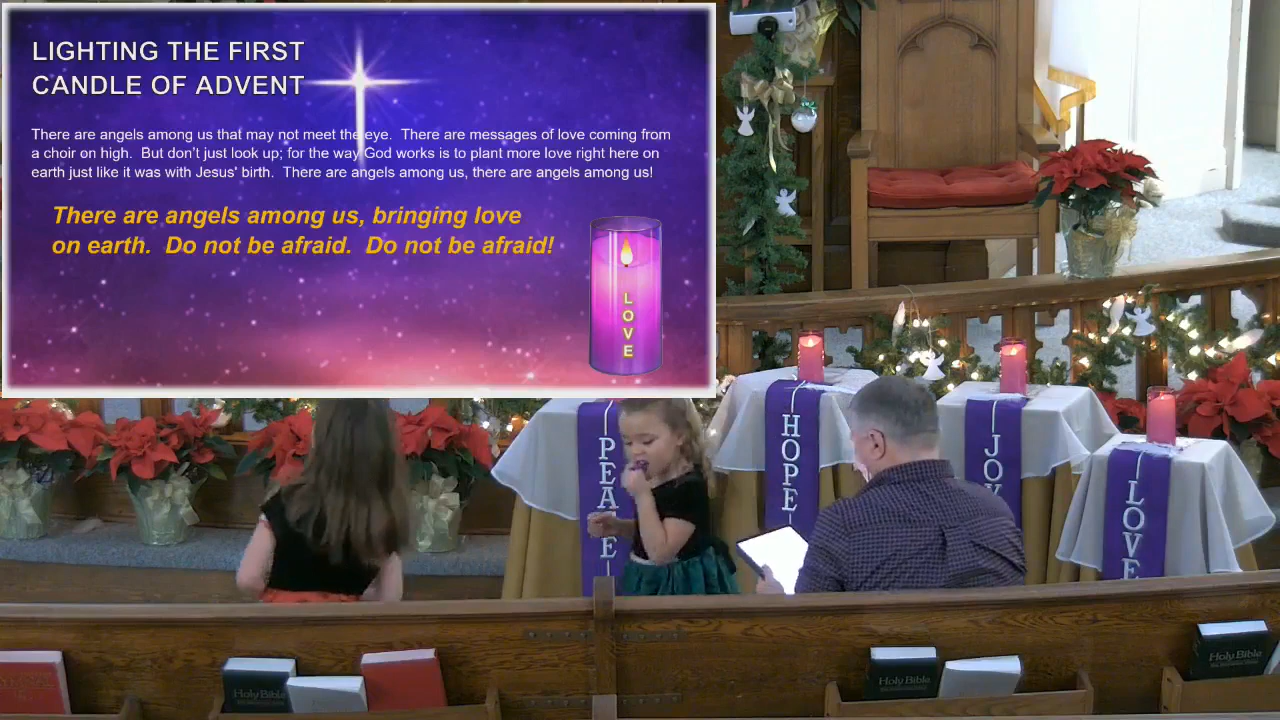 LIGHTING THE FIRST
CANDLE OF ADVENT
There are angels among us that may not meet the eye.  There are messages of love coming from
a choir on high.  But don't just look up; for the way God works is to plant more love right here on
earth just like it was with Jesus' birth.  There are angels among us, there are angels among us!
There are angels among us, bringing love
on earth.  Do not be afraid.  Do not be afraid!
LOVE
PEACE
HOPE
JOY
LOVE
Holy Bible
Holy Bible
Holy Bible